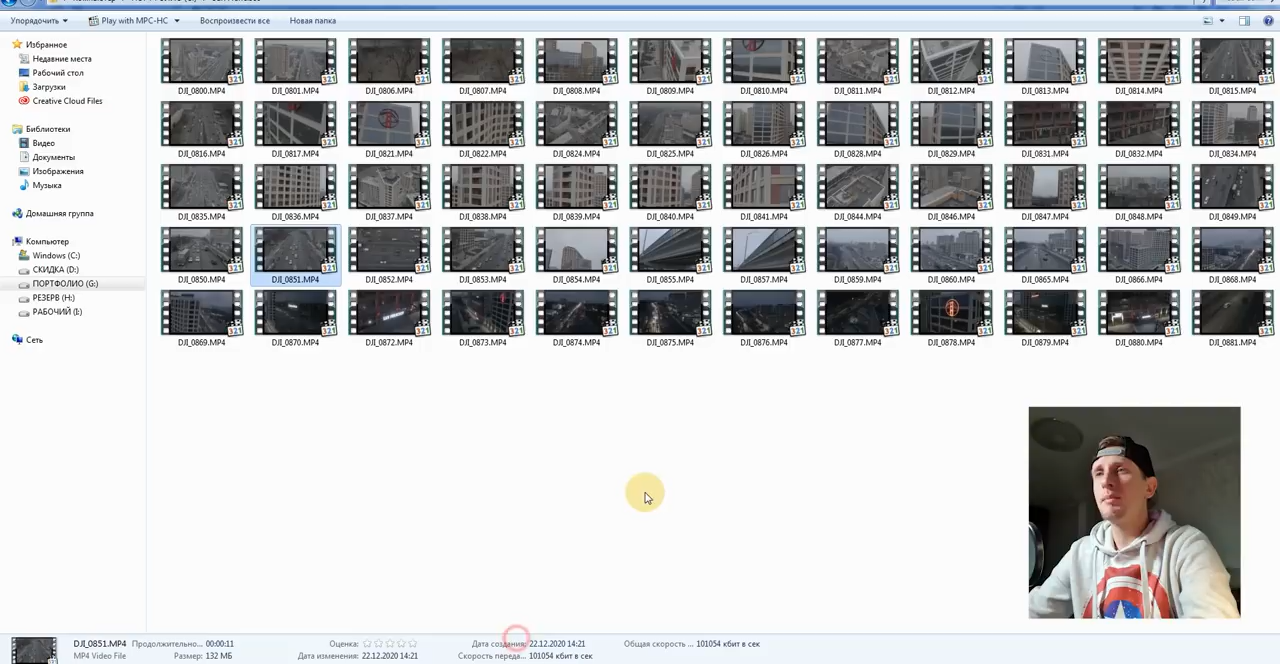 Упорядочить
Play with MPC-HC
Воспроизвести все
Новая папка
Избранное
Недавние места
Рабочий стол
Загрузки
Creative Cloud Files
Библиотеки
Видео
Документы
Изображения
Музыка
Домашняя группа
Компьютер
Windows (C:)
СКИДКА (D:)
ПОРТФОЛИО (G:)
РЕЗЕРВ (H:)
РАБОЧИЙ (I:)
Сеть
DJI_0800.MP4 DJI_0801.MP4 DJI_0806.MP4 DJI_0807.MP4 DJI_0808.MP4 DJI_0809.MP4 DJI_0810.MP4 DJI_0811.MP4 DJI_0812.MP4 DJI_0813.MP4 DJI_0814.MP4 DJI_0815.MP4
DJI_0816.MP4 DJI_0817.MP4 DJI_0821.MP4 DJI_0822.MP4 DJI_0824.MP4 DJI_0825.MP4 DJI_0826.MP4 DJI_0828.MP4 DJI_0829.MP4 DJI_0831.MP4 DJI_0832.MP4 DJI_0834.MP4
DJI_0835.MP4 DJI_0836.MP4 DJI_0837.MP4 DJI_0838.MP4 DJI_0839.MP4 DJI_0840.MP4 DJI_0841.MP4 DJI_0844.MP4 DJI_0846.MP4 DJI_0847.MP4 DJI_0848.MP4 DJI_0849.MP4
DJI_0850.MP4 DJI_0851.MP4 DJI_0852.MP4 DJI_0853.MP4 DJI_0854.MP4 DJI_0855.MP4 DJI_0857.MP4 DJI_0859.MP4 DJI_0860.MP4 DJI_0865.MP4 DJI_0866.MP4 DJI_0868.MP4
DJI_0869.MP4 DJI_0870.MP4 DJI_0872.MP4 DJI_0873.MP4 DJI_0874.MP4 DJI_0875.MP4 DJI_0876.MP4 DJI_0877.MP4 DJI_0878.MP4 DJI_0879.MP4 DJI_0880.MP4 DJI_0881.MP4
DJI_0851.MP4 Продолжительно... 00:00:11 Оценка: Дата создания: 22.12.2020 14:21 Общая скорость ... 101054 кбит в сек
MP4 Video File Размер: 132 МБ Дата изменения: 22.12.2020 14:21 Скорость переда... 101054 кбит в сек